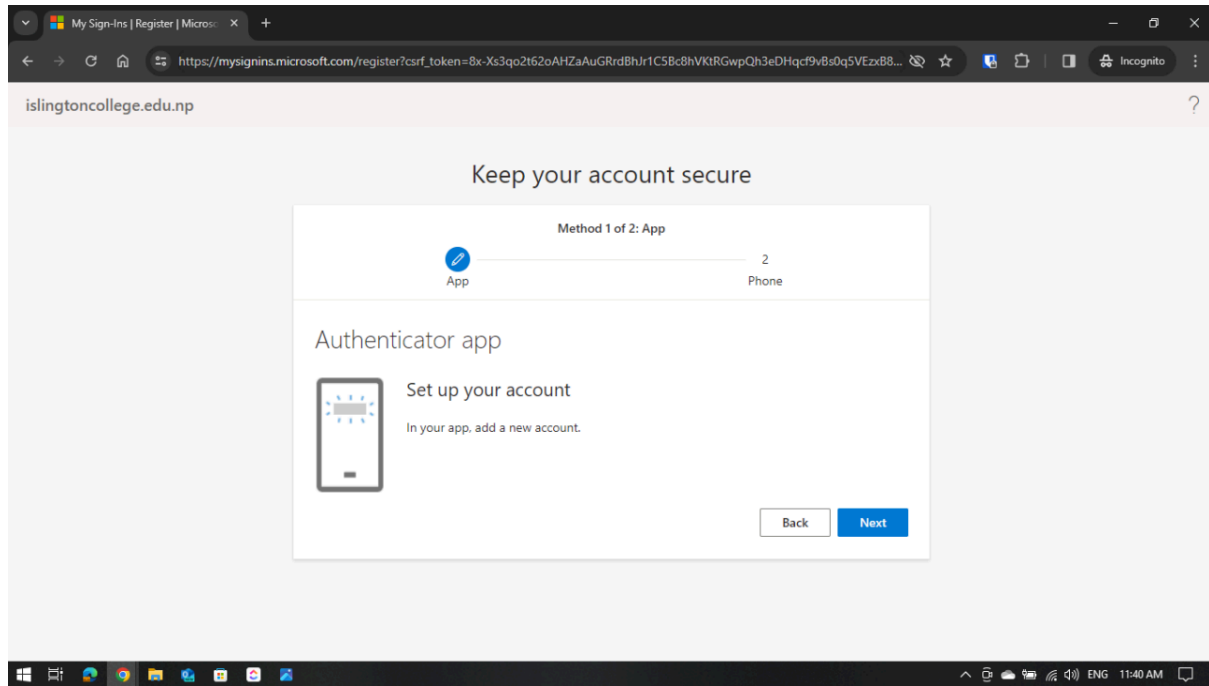 My Sign-Ins | Register | Microsc
https://mysignins.microsoft.com/register?csrf_token=8x-Xs3qo2t62oAHZaAuGRrdBhJr1C5Bc8hVKtRGwpQh3eDHqcf9vBs0q5VEzxB8...
Incognito
islingtoncollege.edu.np
?
Keep your account secure
Method 1 of 2: App
2
App
Phone
Authenticator app
Set up your account
In your app, add a new account.
Back
Next
ENG
11:40 AM